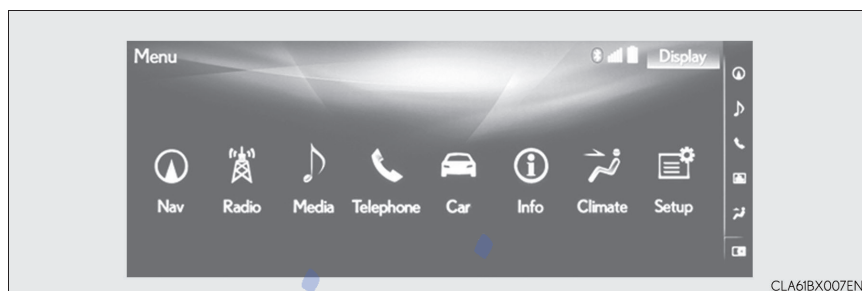 Menu
Display
Nav Radio Media Telephone Car Info Climate Setup
CLA61BX007EN